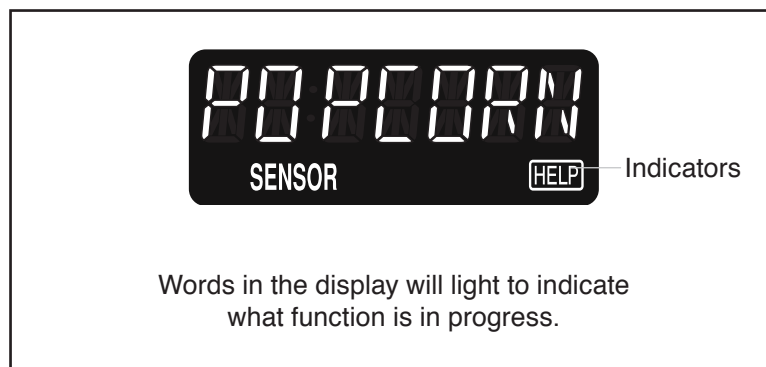 POPCORN
SENSOR
HELP
Indicators
Words in the display will light to indicate
what function is in progress.